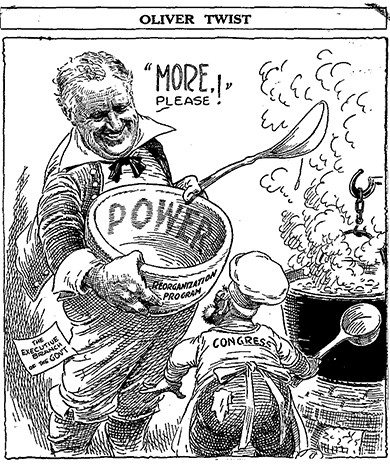 OLIVER TWIST
"MORE,!"
PLEASE!
POWER
REORGANIZATION
PROGRAM
THE
EXECUTIVE
BRANCH
OF THE GOV'T
CONGRESS